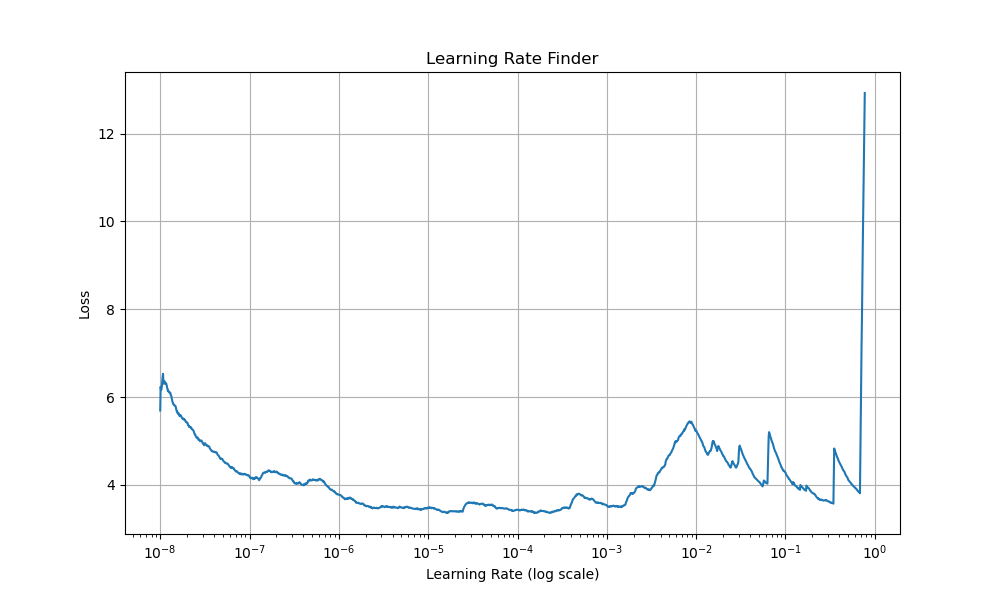 Learning Rate Finder
Loss
12
10
8
6
4
10⁻⁸ 10⁻⁷ 10⁻⁶ 10⁻⁵ 10⁻⁴ 10⁻³ 10⁻² 10⁻¹ 10⁰
Learning Rate (log scale)